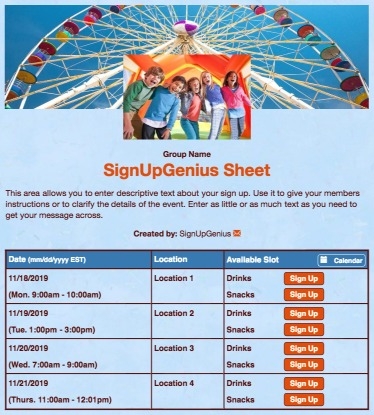 Group Name
SignUpGenius Sheet
This area allows you to enter descriptive text about your sign up. Use it to give your members
instructions or to clarify the details of the event. Enter as little or as much text as you need to
get your message across.
Created by: SignUpGenius
Date (mm/dd/yyyy EST) Location Available Slot Calendar
11/18/2019 Location 1 Drinks Sign Up
(Mon. 9:00am - 10:00am) Snacks Sign Up
11/19/2019 Location 2 Drinks Sign Up
(Tue. 1:00pm - 3:00pm) Snacks Sign Up
11/20/2019 Location 3 Drinks Sign Up
(Wed. 7:00am - 9:00am) Snacks Sign Up
11/21/2019 Location 4 Drinks Sign Up
(Thurs. 11:00am - 12:01pm) Snacks Sign Up